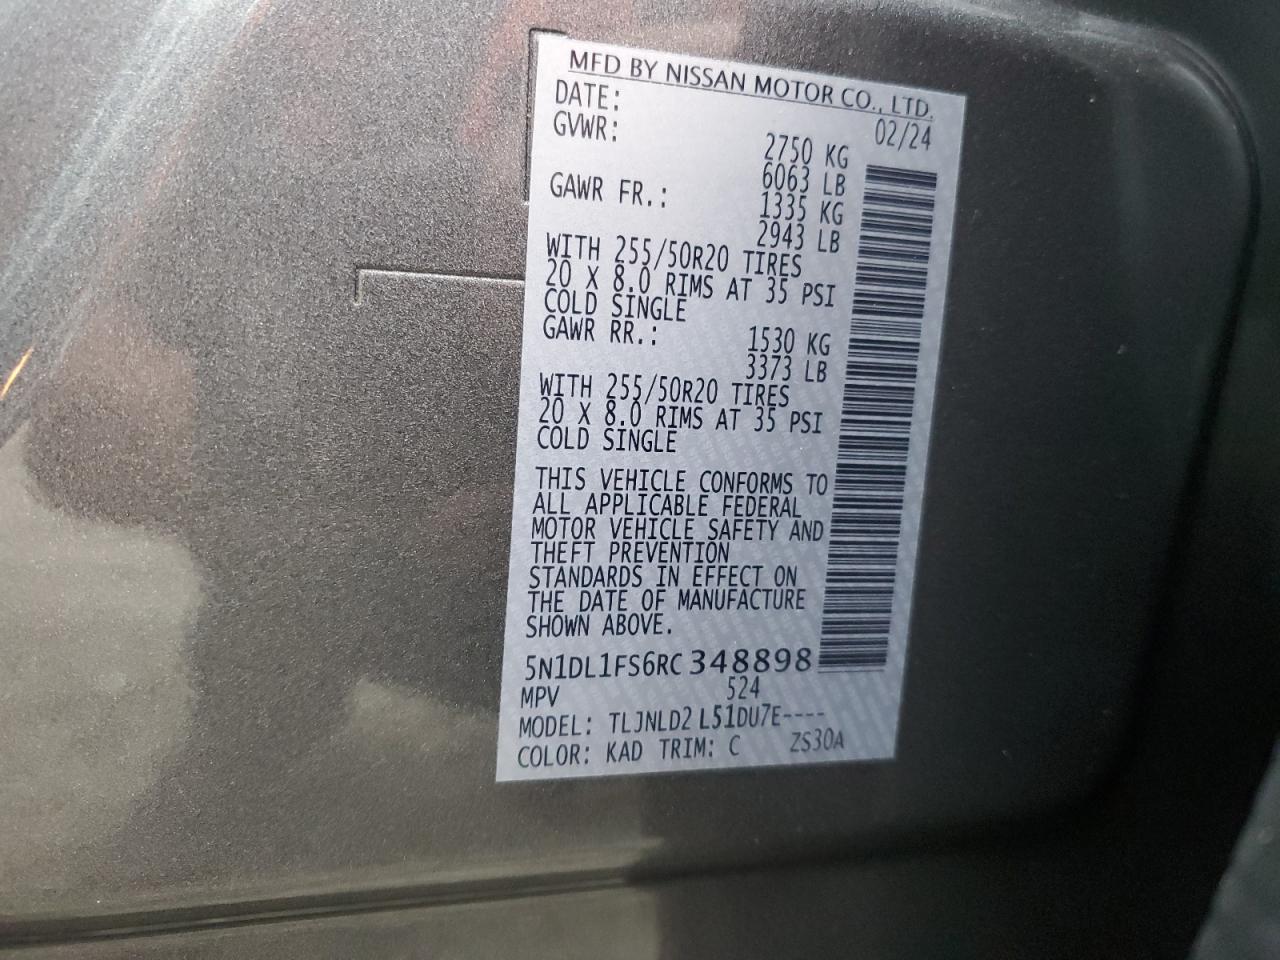 MFD BY NISSAN MOTOR CO., LTD.
DATE: 02/24
GVWR: 2750 KG
6063 LB
GAWR FR.: 1335 KG
2943 LB
WITH 255/50R20 TIRES
20 X 8.0 RIMS AT 35 PSI
COLD SINGLE
GAWR RR.: 1530 KG
3373 LB
WITH 255/50R20 TIRES
20 X 8.0 RIMS AT 35 PSI
COLD SINGLE
THIS VEHICLE CONFORMS TO
ALL APPLICABLE FEDERAL
MOTOR VEHICLE SAFETY AND
THEFT PREVENTION
STANDARDS IN EFFECT ON
THE DATE OF MANUFACTURE
SHOWN ABOVE.
5N1DL1FS6RC348898
MPV 524
MODEL: TLJNLD2 L51DU7E----
COLOR: KAD TRIM: C ZS30A